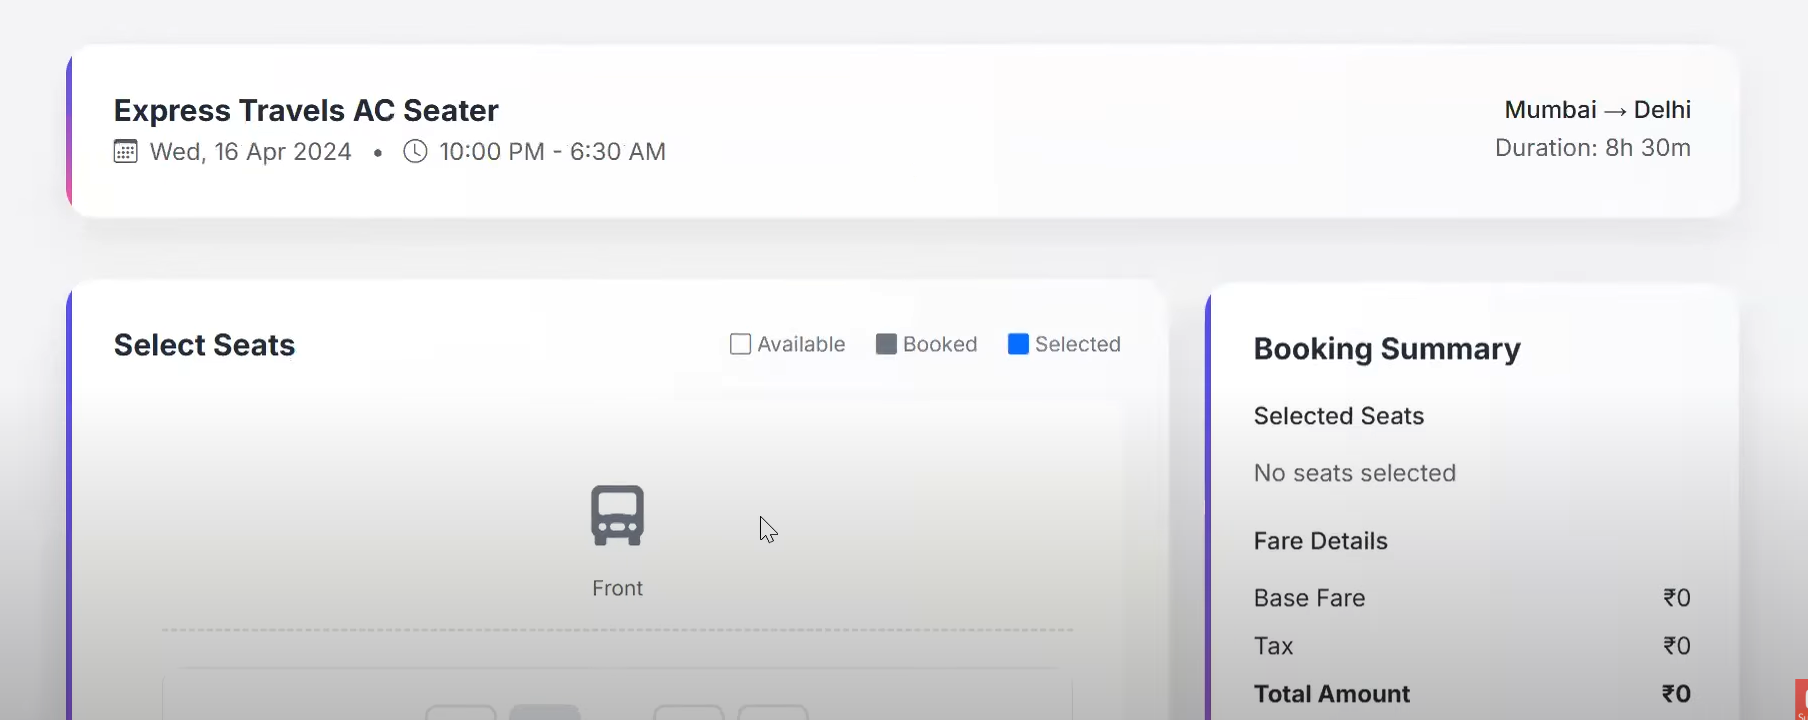 Express Travels AC Seater
Wed, 16 Apr 2024 • 10:00 PM - 6:30 AM
Mumbai → Delhi
Duration: 8h 30m
Select Seats
Available Booked Selected
Front
Booking Summary
Selected Seats
No seats selected
Fare Details
Base Fare ₹0
Tax ₹0
Total Amount ₹0